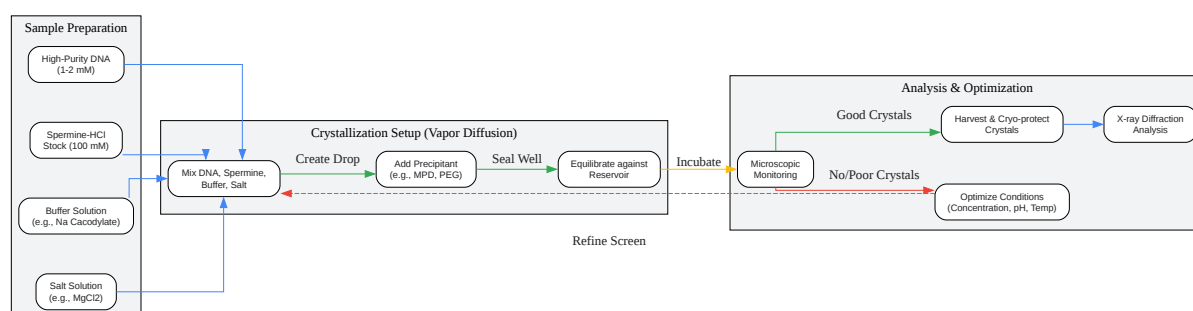 Sample Preparation
High-Purity DNA
(1-2 mM)
Spermine-HCl
Stock (100 mM)
Buffer Solution
(e.g., Na Cacodylate)
Salt Solution
(e.g., MgCl2)
Crystallization Setup (Vapor Diffusion)
Mix DNA, Spermine,
Buffer, Salt
Create Drop
Add Precipitant
(e.g., MPD, PEG)
Seal Well
Equilibrate against
Reservoir
Incubate
Refine Screen
Analysis & Optimization
Microscopic
Monitoring
Good Crystals
No/Poor Crystals
Harvest & Cryo-protect
Crystals
X-ray Diffraction
Analysis
Optimize Conditions
(Concentration, pH, Temp)